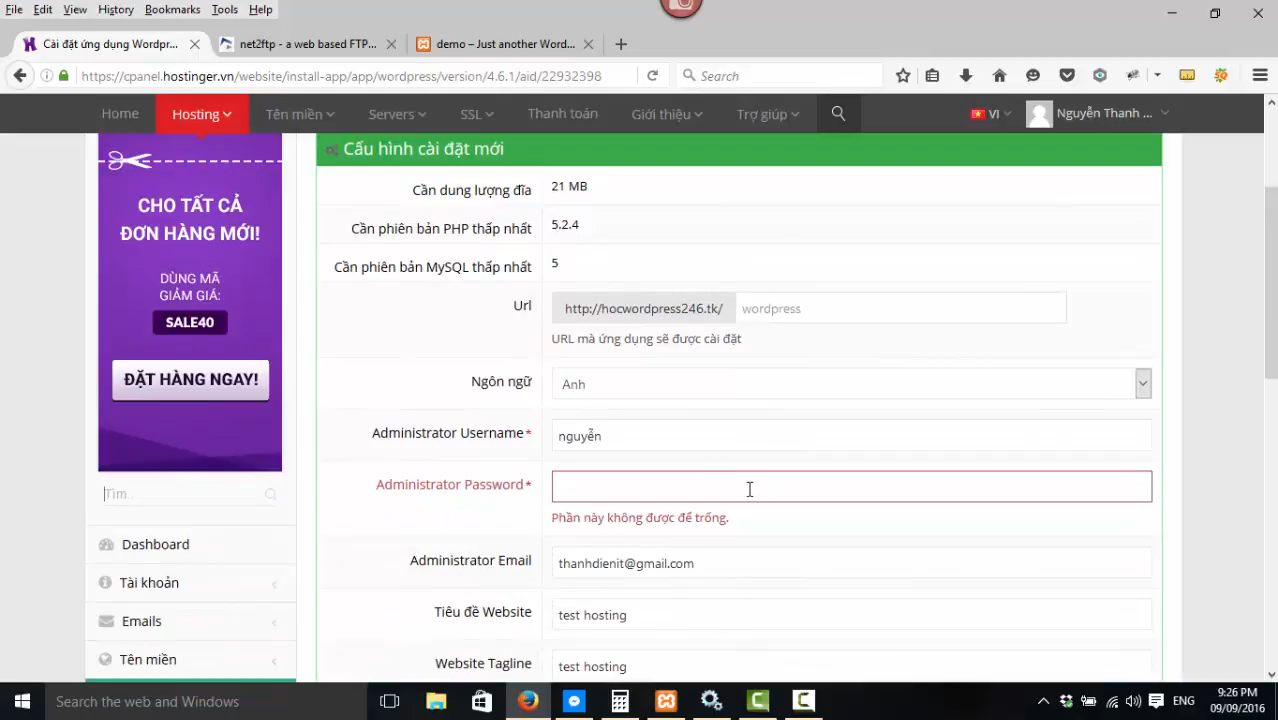 File Edit View History Bookmarks Tools Help
Cài đặt ứng dụng Wordpr... net2ftp - a web based FTP... demo – Just another Word...
https://cpanel.hostinger.vn/website/install-app/app/wordpress/version/4.6.1/aid/22932398 Search
Home Hosting Tên miền Servers SSL Thanh toán Giới thiệu Trợ giúp VI Nguyễn Thanh ...
CHO TẤT CẢ
ĐƠN HÀNG MỚI!
DÙNG MÃ
GIẢM GIÁ:
SALE40
ĐẶT HÀNG NGAY!
Tìm..
Dashboard
Tài khoản
Emails
Tên miền
Cấu hình cài đặt mới
Cần dung lượng đĩa 21 MB
Cần phiên bản PHP thấp nhất 5.2.4
Cần phiên bản MySQL thấp nhất 5
Url http://hocwordpress246.tk/ wordpress
URL mà ứng dụng sẽ được cài đặt
Ngôn ngữ Anh
Administrator Username* nguyễn
Administrator Password*
Phần này không được để trống.
Administrator Email thanhdienit@gmail.com
Tiêu đề Website test hosting
Website Tagline test hosting
Search the web and Windows ENG 9:26 PM
09/09/2016